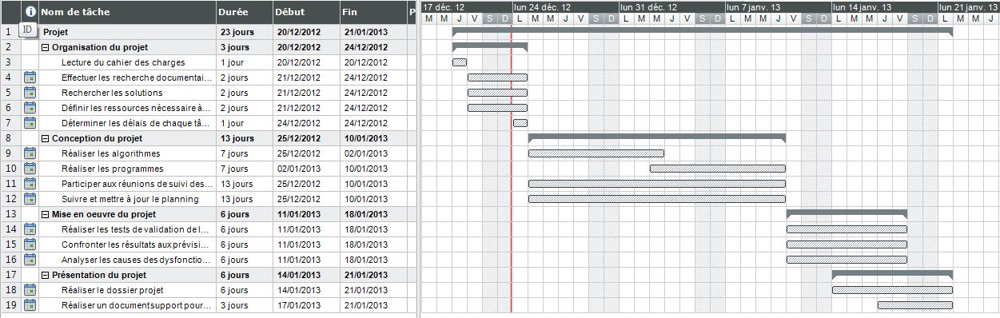 Nom de tâche Durée Début Fin P
17 déc. 12 lun 24 déc. 12 lun 31 déc. 12 lun 7 janv. 13 lun 14 janv. 13 lun 21 janv. 13
M M J V S D L M M J V S D L M M J V S D L M M J V S D L M M J V S D L M M J
ID
1 Projet 23 jours 20/12/2012 21/01/2013
2 Organisation du projet 3 jours 20/12/2012 24/12/2012
3 Lecture du cahier des charges 1 jour 20/12/2012 20/12/2012
4 Effectuer les recherche documentai... 2 jours 21/12/2012 24/12/2012
5 Rechercher les solutions 2 jours 21/12/2012 24/12/2012
6 Définir les ressources nécessaire à... 2 jours 21/12/2012 24/12/2012
7 Déterminer les délais de chaque tâ... 1 jour 24/12/2012 24/12/2012
8 Conception du projet 13 jours 25/12/2012 10/01/2013
9 Réaliser les algorithmes 7 jours 25/12/2012 02/01/2013
10 Réaliser les programmes 7 jours 02/01/2013 10/01/2013
11 Participer aux réunions de suivi des... 13 jours 25/12/2012 10/01/2013
12 Suivre et mettre à jour le planning 13 jours 25/12/2012 10/01/2013
13 Mise en oeuvre du projet 6 jours 11/01/2013 18/01/2013
14 Réaliser les tests de validation de l... 6 jours 11/01/2013 18/01/2013
15 Confronter les résultats aux prévisi... 6 jours 11/01/2013 18/01/2013
16 Analyser les causes des dysfonctio... 6 jours 11/01/2013 18/01/2013
17 Présentation du projet 6 jours 14/01/2013 21/01/2013
18 Réaliser le dossier projet 6 jours 14/01/2013 21/01/2013
19 Réaliser un document support pour... 3 jours 17/01/2013 21/01/2013